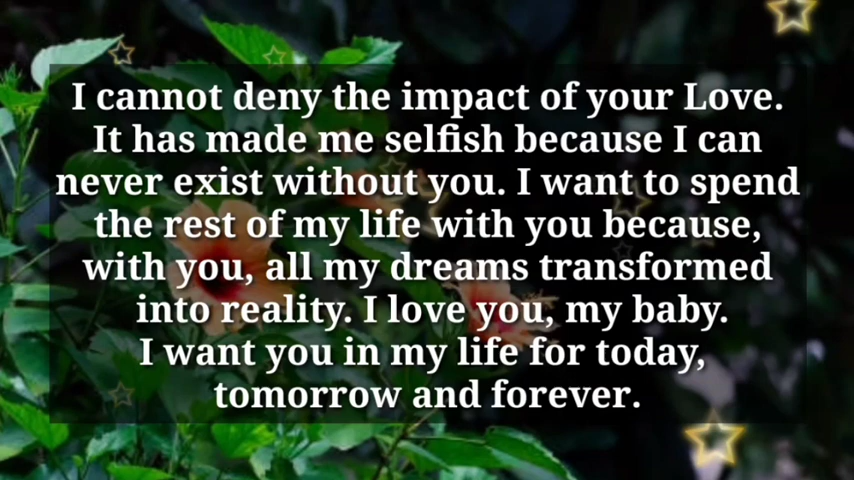 I cannot deny the impact of your Love.
It has made me selfish because I can
never exist without you. I want to spend
the rest of my life with you because,
with you, all my dreams transformed
into reality. I love you, my baby.
I want you in my life for today,
tomorrow and forever.